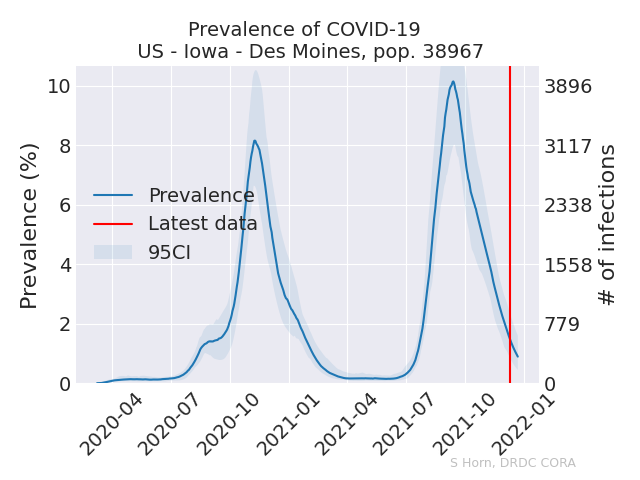 Prevalence of COVID-19
US - Iowa - Des Moines, pop. 38967
Prevalence (%)
10
8
6
4
2
0
Prevalence
Latest data
95CI
3896
3117
2338
1558
779
0
# of infections
2020-04
2020-07
2020-10
2021-01
2021-04
2021-07
2021-10
2022-01
S Horn, DRDC CORA